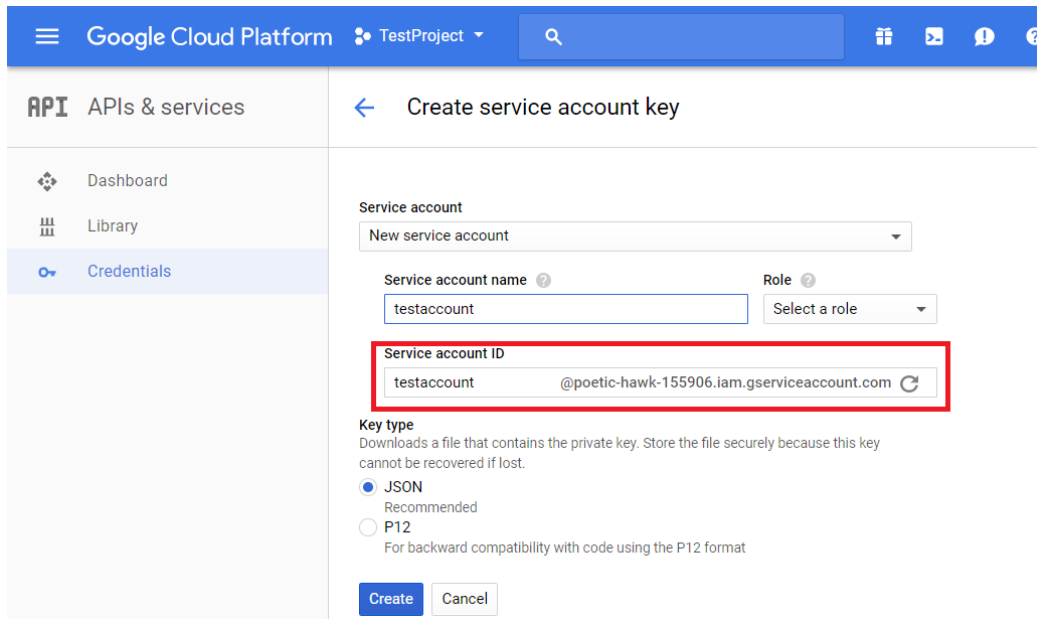 Google Cloud Platform TestProject
API APIs & services
Create service account key
Dashboard
Library
Credentials
Service account
New service account
Service account name Role
testaccount Select a role
Service account ID
testaccount @poetic-hawk-155906.iam.gserviceaccount.com
Key type
Downloads a file that contains the private key. Store the file securely because this key
cannot be recovered if lost.
JSON
Recommended
P12
For backward compatibility with code using the P12 format
Create Cancel